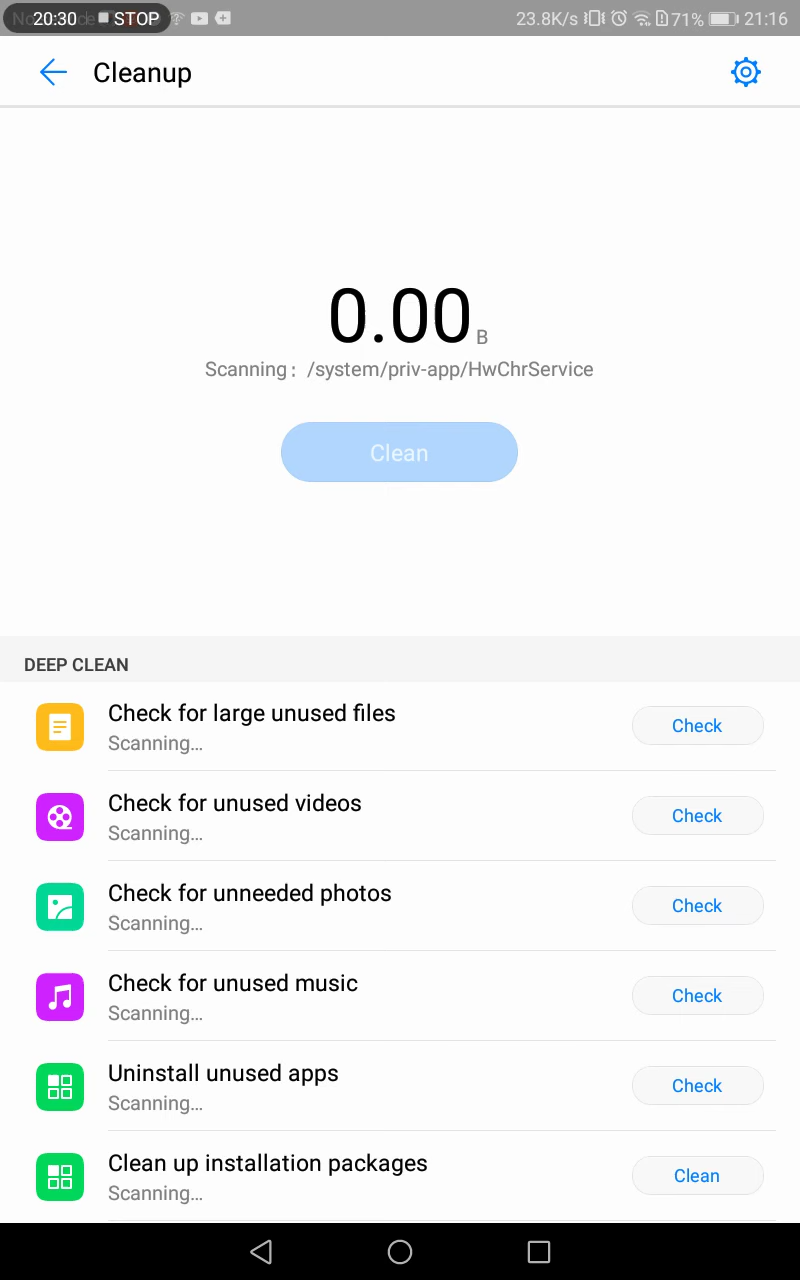 20:30 STOP 23.8K/s 71% 21:16
Cleanup
0.00 B
Scanning: /system/priv-app/HwChrService
Clean
DEEP CLEAN
Check for large unused files
Scanning...
Check
Check for unused videos
Scanning...
Check
Check for unneeded photos
Scanning...
Check
Check for unused music
Scanning...
Check
Uninstall unused apps
Scanning...
Check
Clean up installation packages
Scanning...
Clean